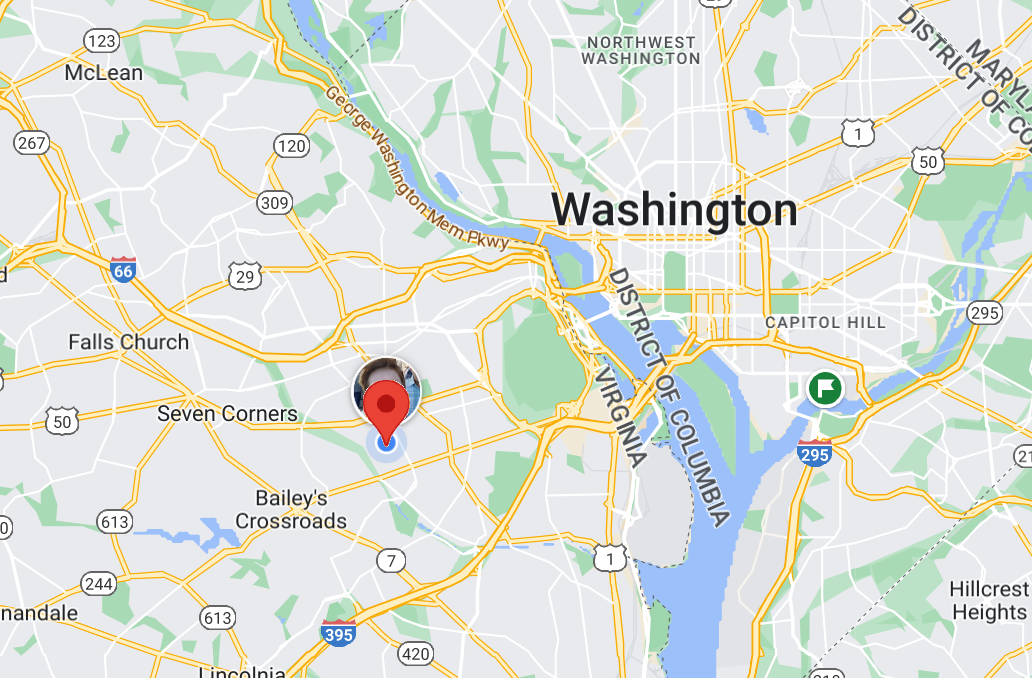 123
McLean
NORTHWEST
WASHINGTON
MARYLA
DISTRICT OF CO
267
120
George Washington Mem Pkwy
1
50
309
Washington
66
29
DISTRICT OF COLUMBIA
VIRGINIA
295
CAPITOL HILL
Falls Church
50
Seven Corners
295
Bailey's
Crossroads
613
7
1
244
Hillcrest
Heights
nandale
613
395
420
Lincolnia